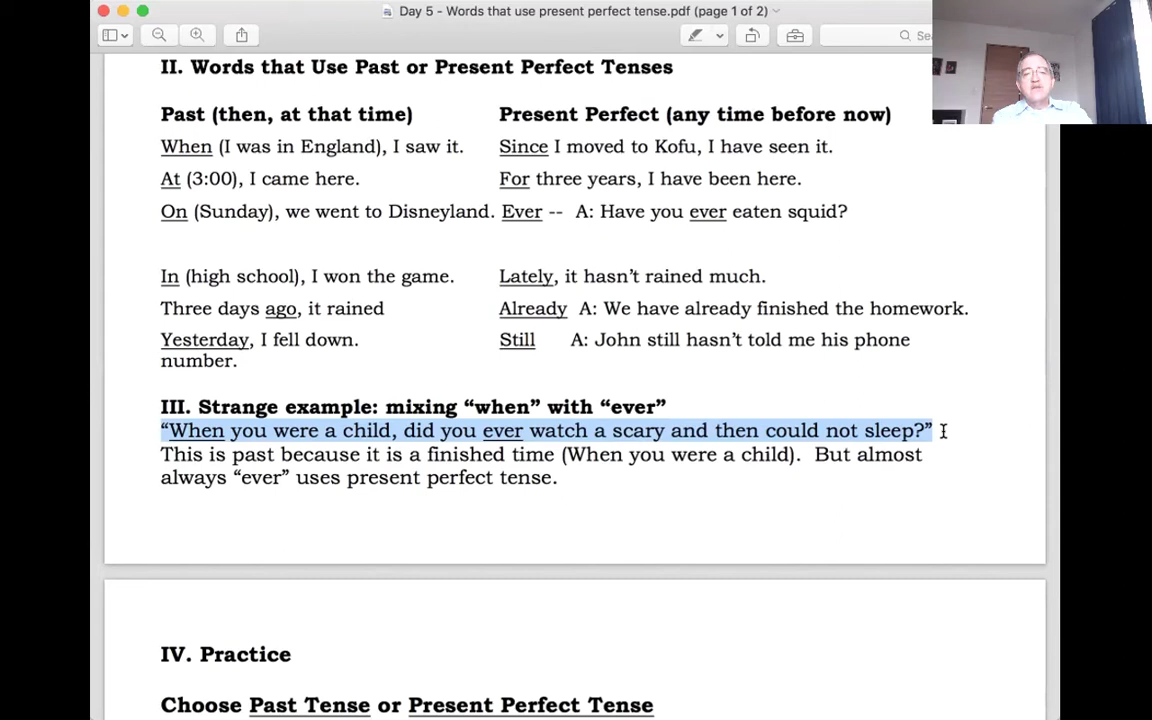 Day 5 - Words that use present perfect tense.pdf (page 1 of 2)
II. Words that Use Past or Present Perfect Tenses
Past (then, at that time) Present Perfect (any time before now)
When (I was in England), I saw it. Since I moved to Kofu, I have seen it.
At (3:00), I came here. For three years, I have been here.
On (Sunday), we went to Disneyland. Ever -- A: Have you ever eaten squid?
In (high school), I won the game. Lately, it hasn’t rained much.
Three days ago, it rained Already A: We have already finished the homework.
Yesterday, I fell down. Still A: John still hasn’t told me his phone
number.
III. Strange example: mixing “when” with “ever”
“When you were a child, did you ever watch a scary and then could not sleep?”
This is past because it is a finished time (When you were a child). But almost
always “ever” uses present perfect tense.
IV. Practice
Choose Past Tense or Present Perfect Tense